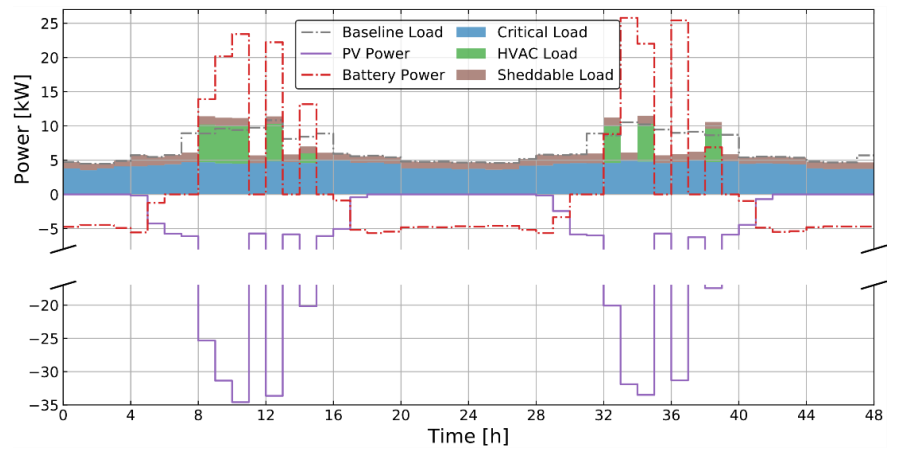 Power [kW]
25
20
15
10
5
0
−5
−20
−25
−30
−35
Baseline Load
PV Power
Battery Power
Critical Load
HVAC Load
Sheddable Load
0 4 8 12 16 20 24 28 32 36 40 44 48
Time [h]